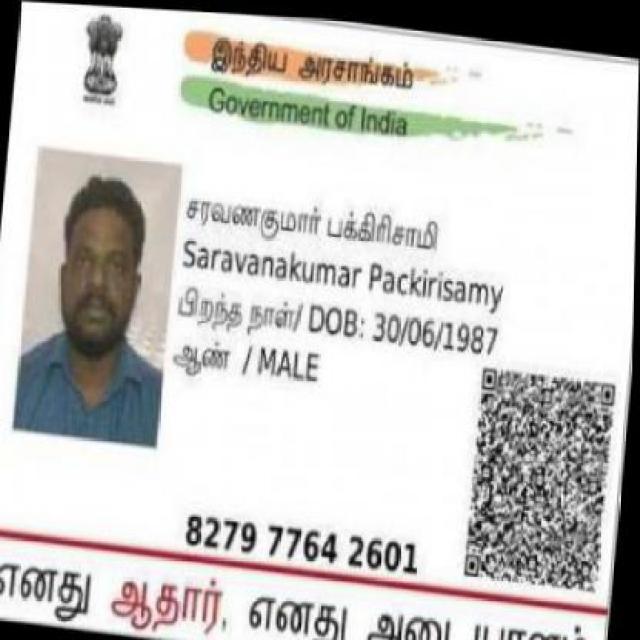 இந்திய அரசாங்கம்
Government of India
சரவணகுமார் பக்கிரிசாமி
Saravanakumar Packirisamy
பிறந்த நாள்/ DOB: 30/06/1987
ஆண் / MALE
8279 7764 2601
எனது ஆதார், எனது